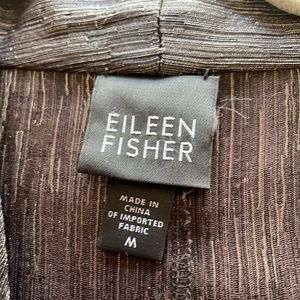 EILEEN
FISHER
MADE IN
CHINA
OF IMPORTED
FABRIC
M